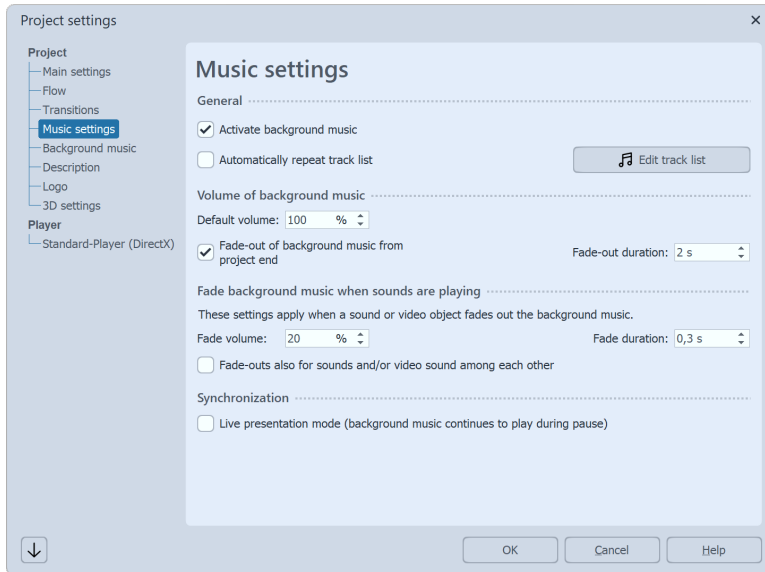 Project settings
Project
Main settings
Flow
Transitions
Music settings
Background music
Description
Logo
3D settings
Player
Standard-Player (DirectX)
Music settings
General
Activate background music
Automatically repeat track list
Edit track list
Volume of background music
Default volume: 100 %
Fade-out of background music from
project end
Fade-out duration: 2 s
Fade background music when sounds are playing
These settings apply when a sound or video object fades out the background music.
Fade volume: 20 %
Fade duration: 0,3 s
Fade-outs also for sounds and/or video sound among each other
Synchronization
Live presentation mode (background music continues to play during pause)
OK
Cancel
Help